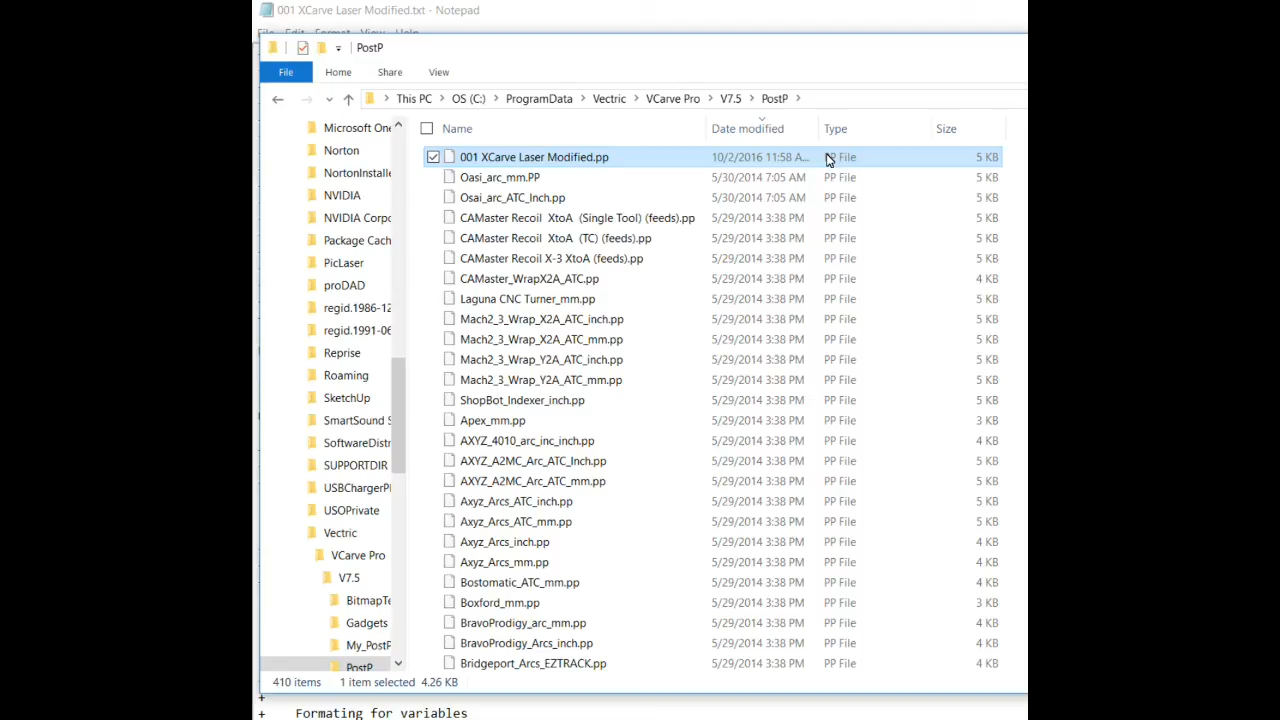 001 XCarve Laser Modified.txt - Notepad
File Edit Format View Help
PostP
File Home Share View
This PC OS (C:) ProgramData Vectric VCarve Pro V7.5 PostP
Name Date modified Type Size
Microsoft One
Norton
NortonInstalle
NVIDIA
NVIDIA Corpo
Package Cach
PicLaser
proDAD
regid.1986-12
regid.1991-06
Reprise
Roaming
SketchUp
SmartSound S
SoftwareDistr
SUPPORTDIR
USBChargerPl
USOPrivate
Vectric
VCarve Pro
V7.5
BitmapTe
Gadgets
My_PostP
PostP
001 XCarve Laser Modified.pp 10/2/2016 11:58 A... PP File 5 KB
Oasi_arc_mm.PP 5/30/2014 7:05 AM PP File 5 KB
Osai_arc_ATC_Inch.pp 5/30/2014 7:05 AM PP File 5 KB
CAMaster Recoil XtoA (Single Tool) (feeds).pp 5/29/2014 3:38 PM PP File 5 KB
CAMaster Recoil XtoA (TC) (feeds).pp 5/29/2014 3:38 PM PP File 5 KB
CAMaster Recoil X-3 XtoA (feeds).pp 5/29/2014 3:38 PM PP File 5 KB
CAMaster_WrapX2A_ATC.pp 5/29/2014 3:38 PM PP File 4 KB
Laguna CNC Turner_mm.pp 5/29/2014 3:38 PM PP File 5 KB
Mach2_3_Wrap_X2A_ATC_inch.pp 5/29/2014 3:38 PM PP File 5 KB
Mach2_3_Wrap_X2A_ATC_mm.pp 5/29/2014 3:38 PM PP File 5 KB
Mach2_3_Wrap_Y2A_ATC_inch.pp 5/29/2014 3:38 PM PP File 5 KB
Mach2_3_Wrap_Y2A_ATC_mm.pp 5/29/2014 3:38 PM PP File 5 KB
ShopBot_Indexer_inch.pp 5/29/2014 3:38 PM PP File 5 KB
Apex_mm.pp 5/29/2014 3:38 PM PP File 3 KB
AXYZ_4010_arc_inc_inch.pp 5/29/2014 3:38 PM PP File 4 KB
AXYZ_A2MC_Arc_ATC_Inch.pp 5/29/2014 3:38 PM PP File 5 KB
AXYZ_A2MC_Arc_ATC_mm.pp 5/29/2014 3:38 PM PP File 5 KB
Axyz_Arcs_ATC_inch.pp 5/29/2014 3:38 PM PP File 5 KB
Axyz_Arcs_ATC_mm.pp 5/29/2014 3:38 PM PP File 5 KB
Axyz_Arcs_inch.pp 5/29/2014 3:38 PM PP File 4 KB
Axyz_Arcs_mm.pp 5/29/2014 3:38 PM PP File 4 KB
Bostomatic_ATC_mm.pp 5/29/2014 3:38 PM PP File 4 KB
Boxford_mm.pp 5/29/2014 3:38 PM PP File 3 KB
BravoProdigy_arc_mm.pp 5/29/2014 3:38 PM PP File 4 KB
BravoProdigy_Arcs_inch.pp 5/29/2014 3:38 PM PP File 4 KB
Bridgeport_Arcs_EZTRACK.pp 5/29/2014 3:38 PM PP File 4 KB
410 items 1 item selected 4.26 KB
+
+ Formating for variables